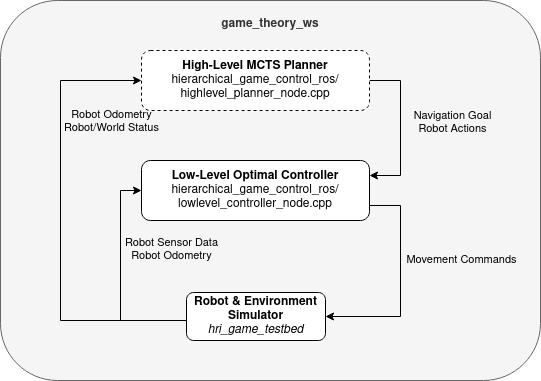 game_theory_ws
High-Level MCTS Planner
hierarchical_game_control_ros/
highlevel_planner_node.cpp
Robot Odometry
Robot/World Status
Navigation Goal
Robot Actions
Low-Level Optimal Controller
hierarchical_game_control_ros/
lowlevel_controller_node.cpp
Robot Sensor Data
Robot Odometry
Movement Commands
Robot & Environment
Simulator
hri_game_testbed